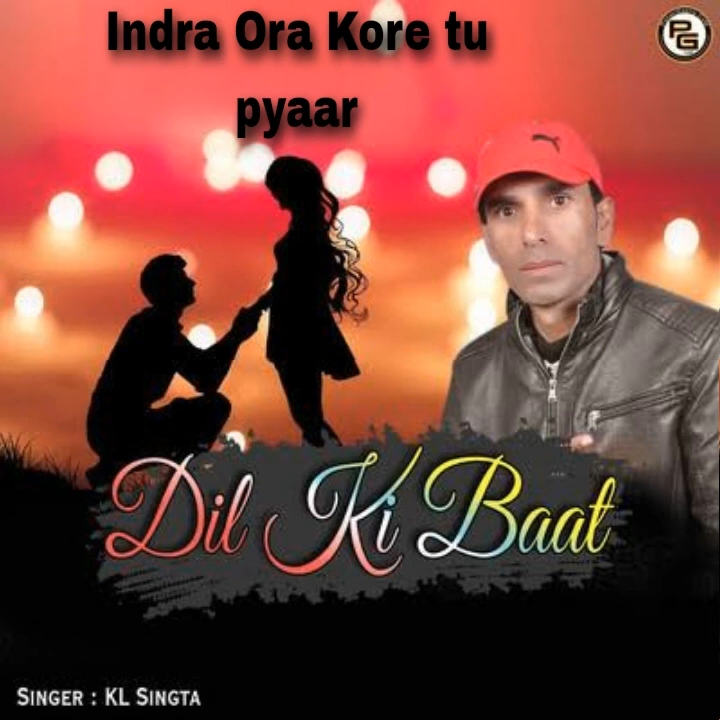 Indra Ora Kore tu
pyaar
PG
Dil Ki Baat
SINGER : KL SINGTA